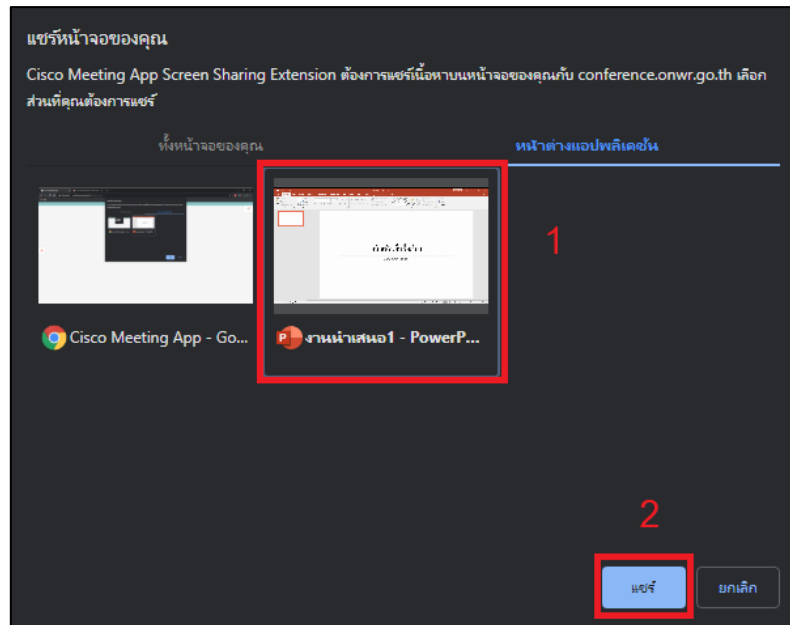 แชร์หน้าจอของคุณ
Cisco Meeting App Screen Sharing Extension ต้องการแชร์เนื้อหาบนหน้าจอของคุณกับ conference.onwr.go.th เลือก
ส่วนที่คุณต้องการแชร์
ทั้งหน้าจอของคุณ หน้าต่างแอปพลิเคชัน
1
Cisco Meeting App - Go... งานนำเสนอ1 - PowerP...
2
แชร์ ยกเลิก